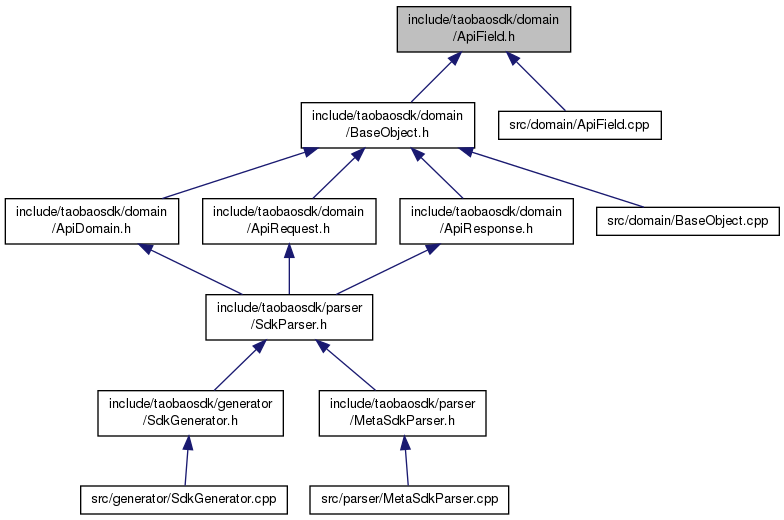 include/taobaosdk/domain
/ApiField.h
include/taobaosdk/domain
/BaseObject.h
src/domain/ApiField.cpp
include/taobaosdk/domain
/ApiDomain.h
include/taobaosdk/domain
/ApiRequest.h
include/taobaosdk/domain
/ApiResponse.h
src/domain/BaseObject.cpp
include/taobaosdk/parser
/SdkParser.h
include/taobaosdk/generator
/SdkGenerator.h
include/taobaosdk/parser
/MetaSdkParser.h
src/generator/SdkGenerator.cpp
src/parser/MetaSdkParser.cpp